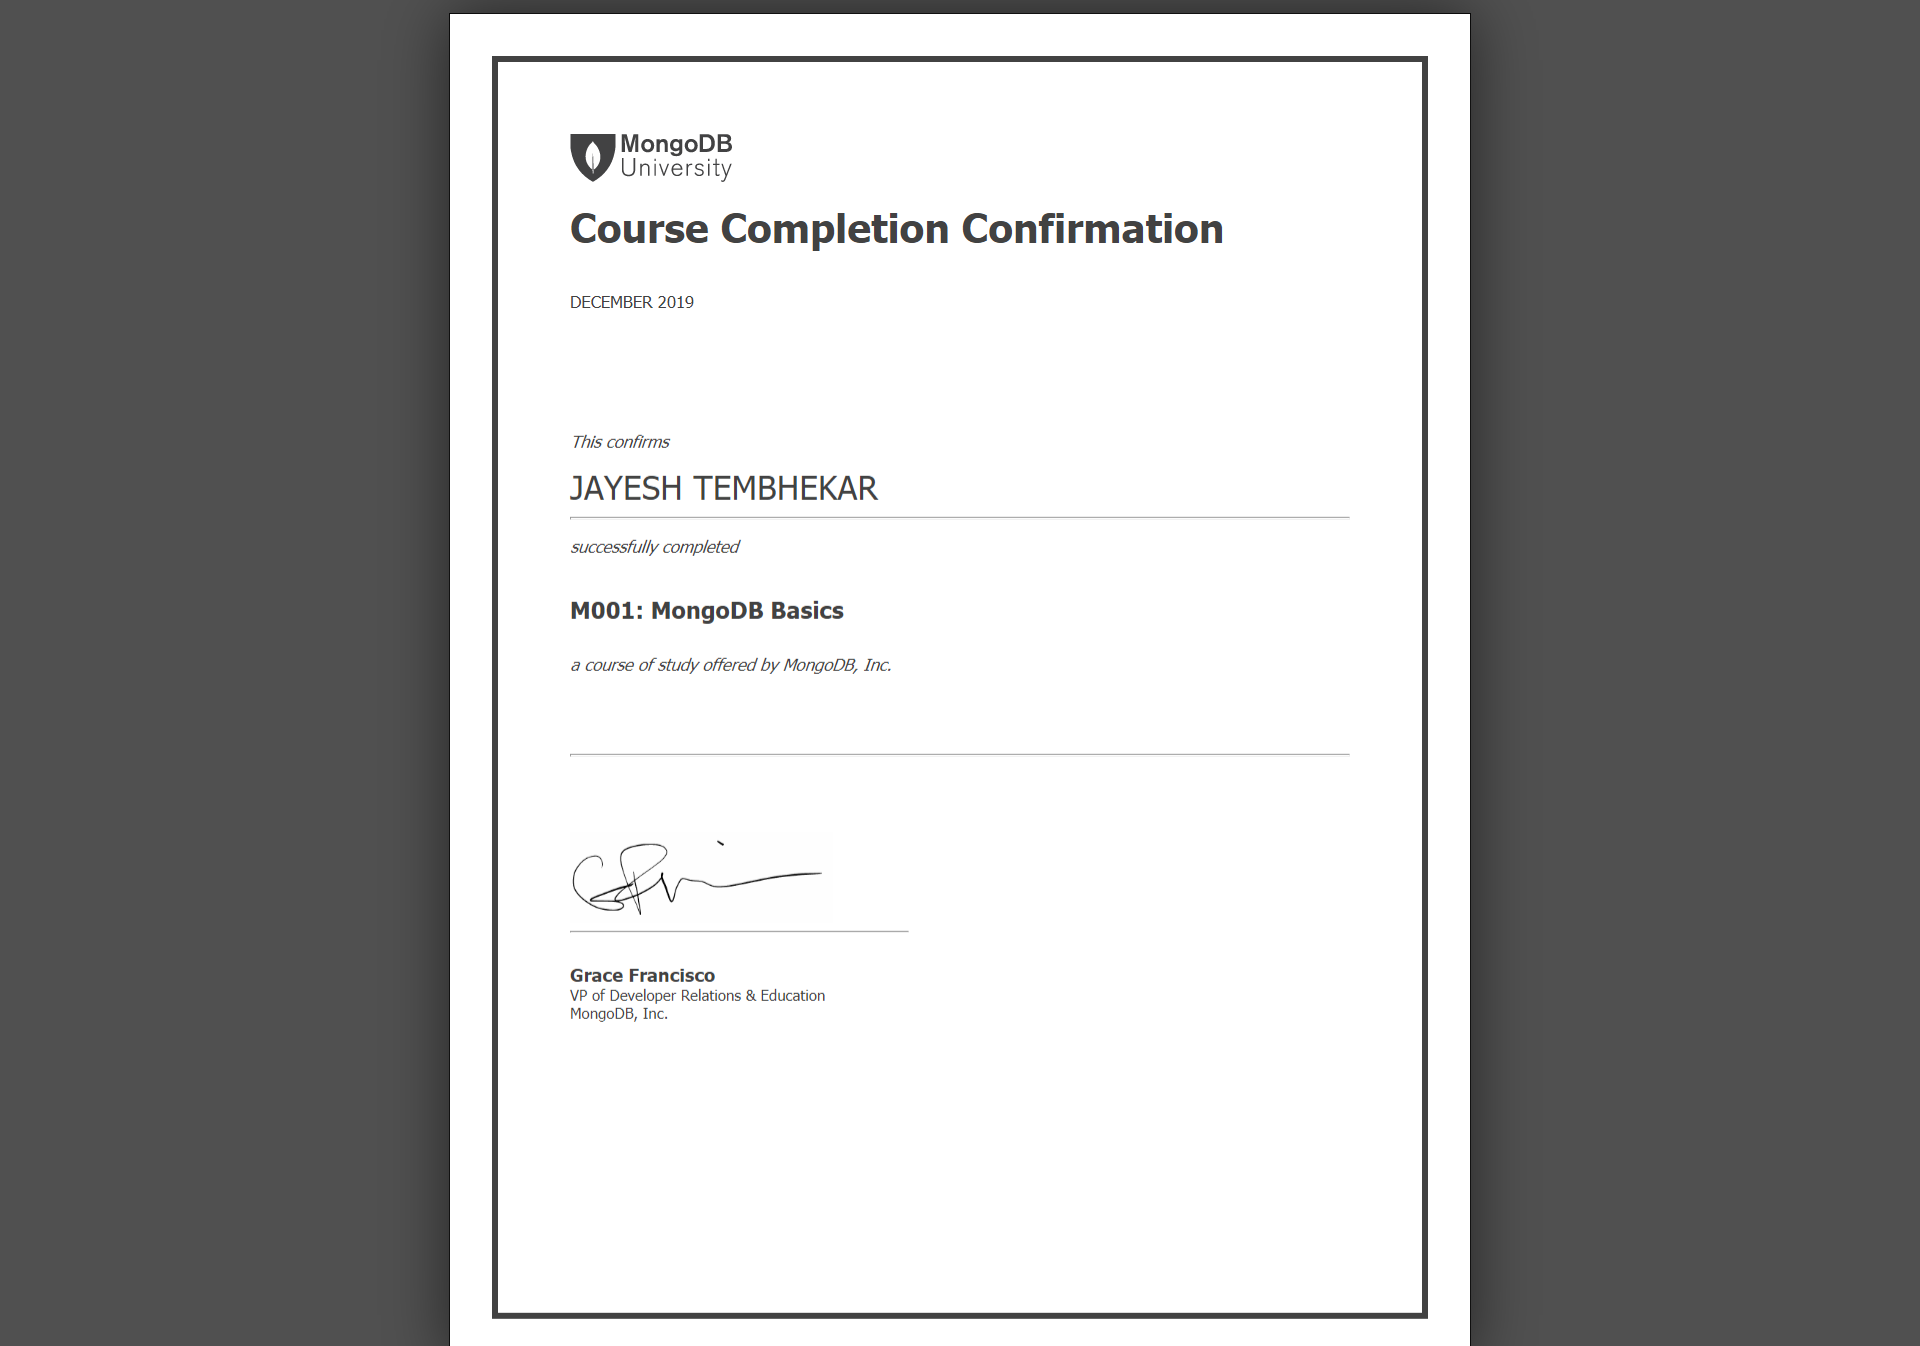 MongoDB
University
Course Completion Confirmation
DECEMBER 2019
This confirms
JAYESH TEMBHEKAR
successfully completed
M001: MongoDB Basics
a course of study offered by MongoDB, Inc.
Grace Francisco
VP of Developer Relations & Education
MongoDB, Inc.